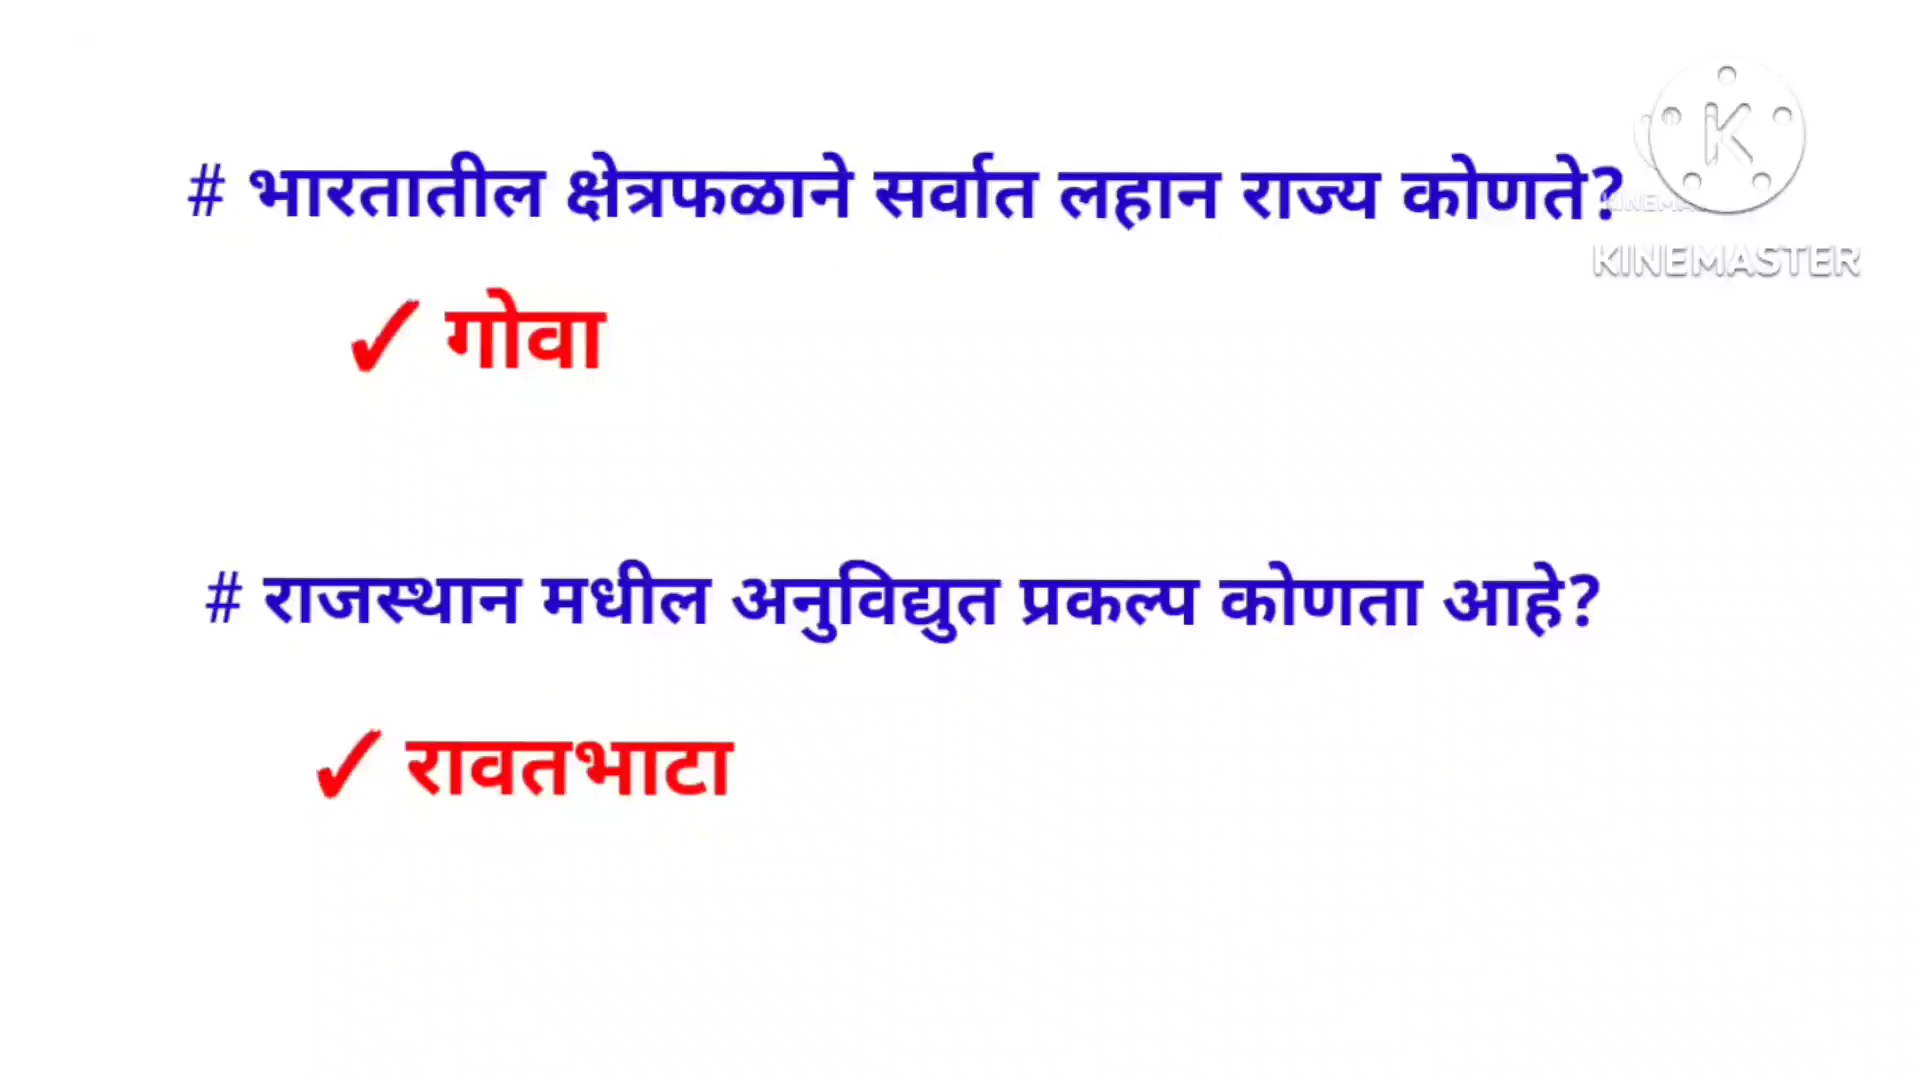 # भारतातील क्षेत्रफळाने सर्वात लहान राज्य कोणते?
KINEMASTER
✓ गोवा
# राजस्थान मधील अनुविद्युत प्रकल्प कोणता आहे?
✓ रावतभाटा